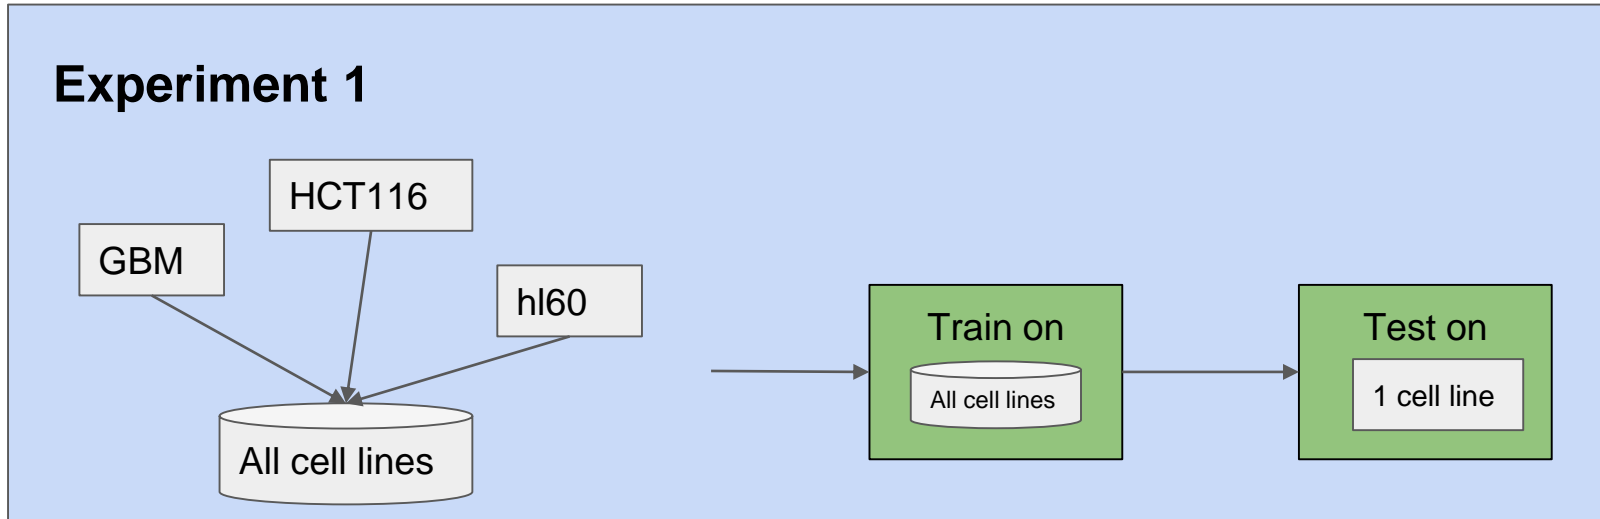 Experiment 1
HCT116
GBM
hl60
All cell lines
Train on
All cell lines
Test on
1 cell line